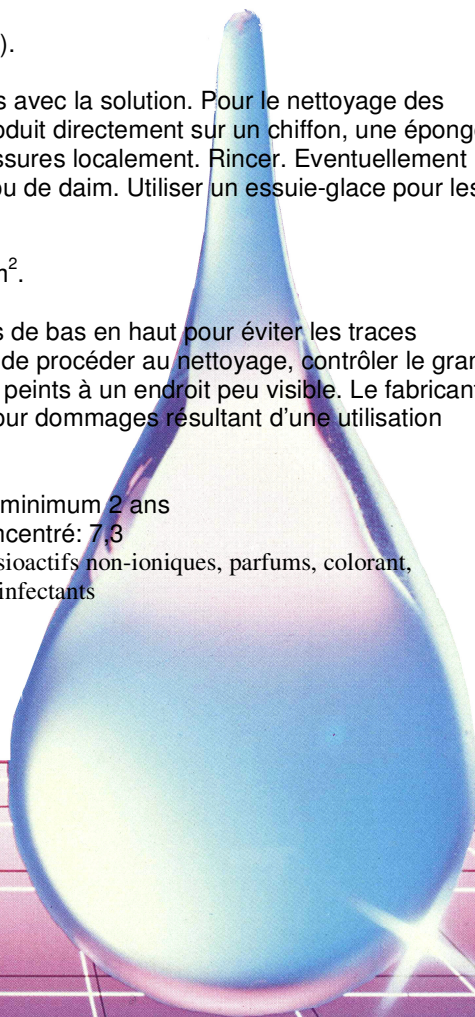 ).
s avec la solution. Pour le nettoyage des
oduit directement sur un chiffon, une épong
ssures localement. Rincer. Eventuellement
ou de daim. Utiliser un essuie-glace pour les
m².
s de bas en haut pour éviter les traces
de procéder au nettoyage, contrôler le gran
peints à un endroit peu visible. Le fabricant
our dommages résultant d'une utilisation
minimum 2 ans
ncentré: 7,3
sioactifs non-ioniques, parfums, colorant,
infectants